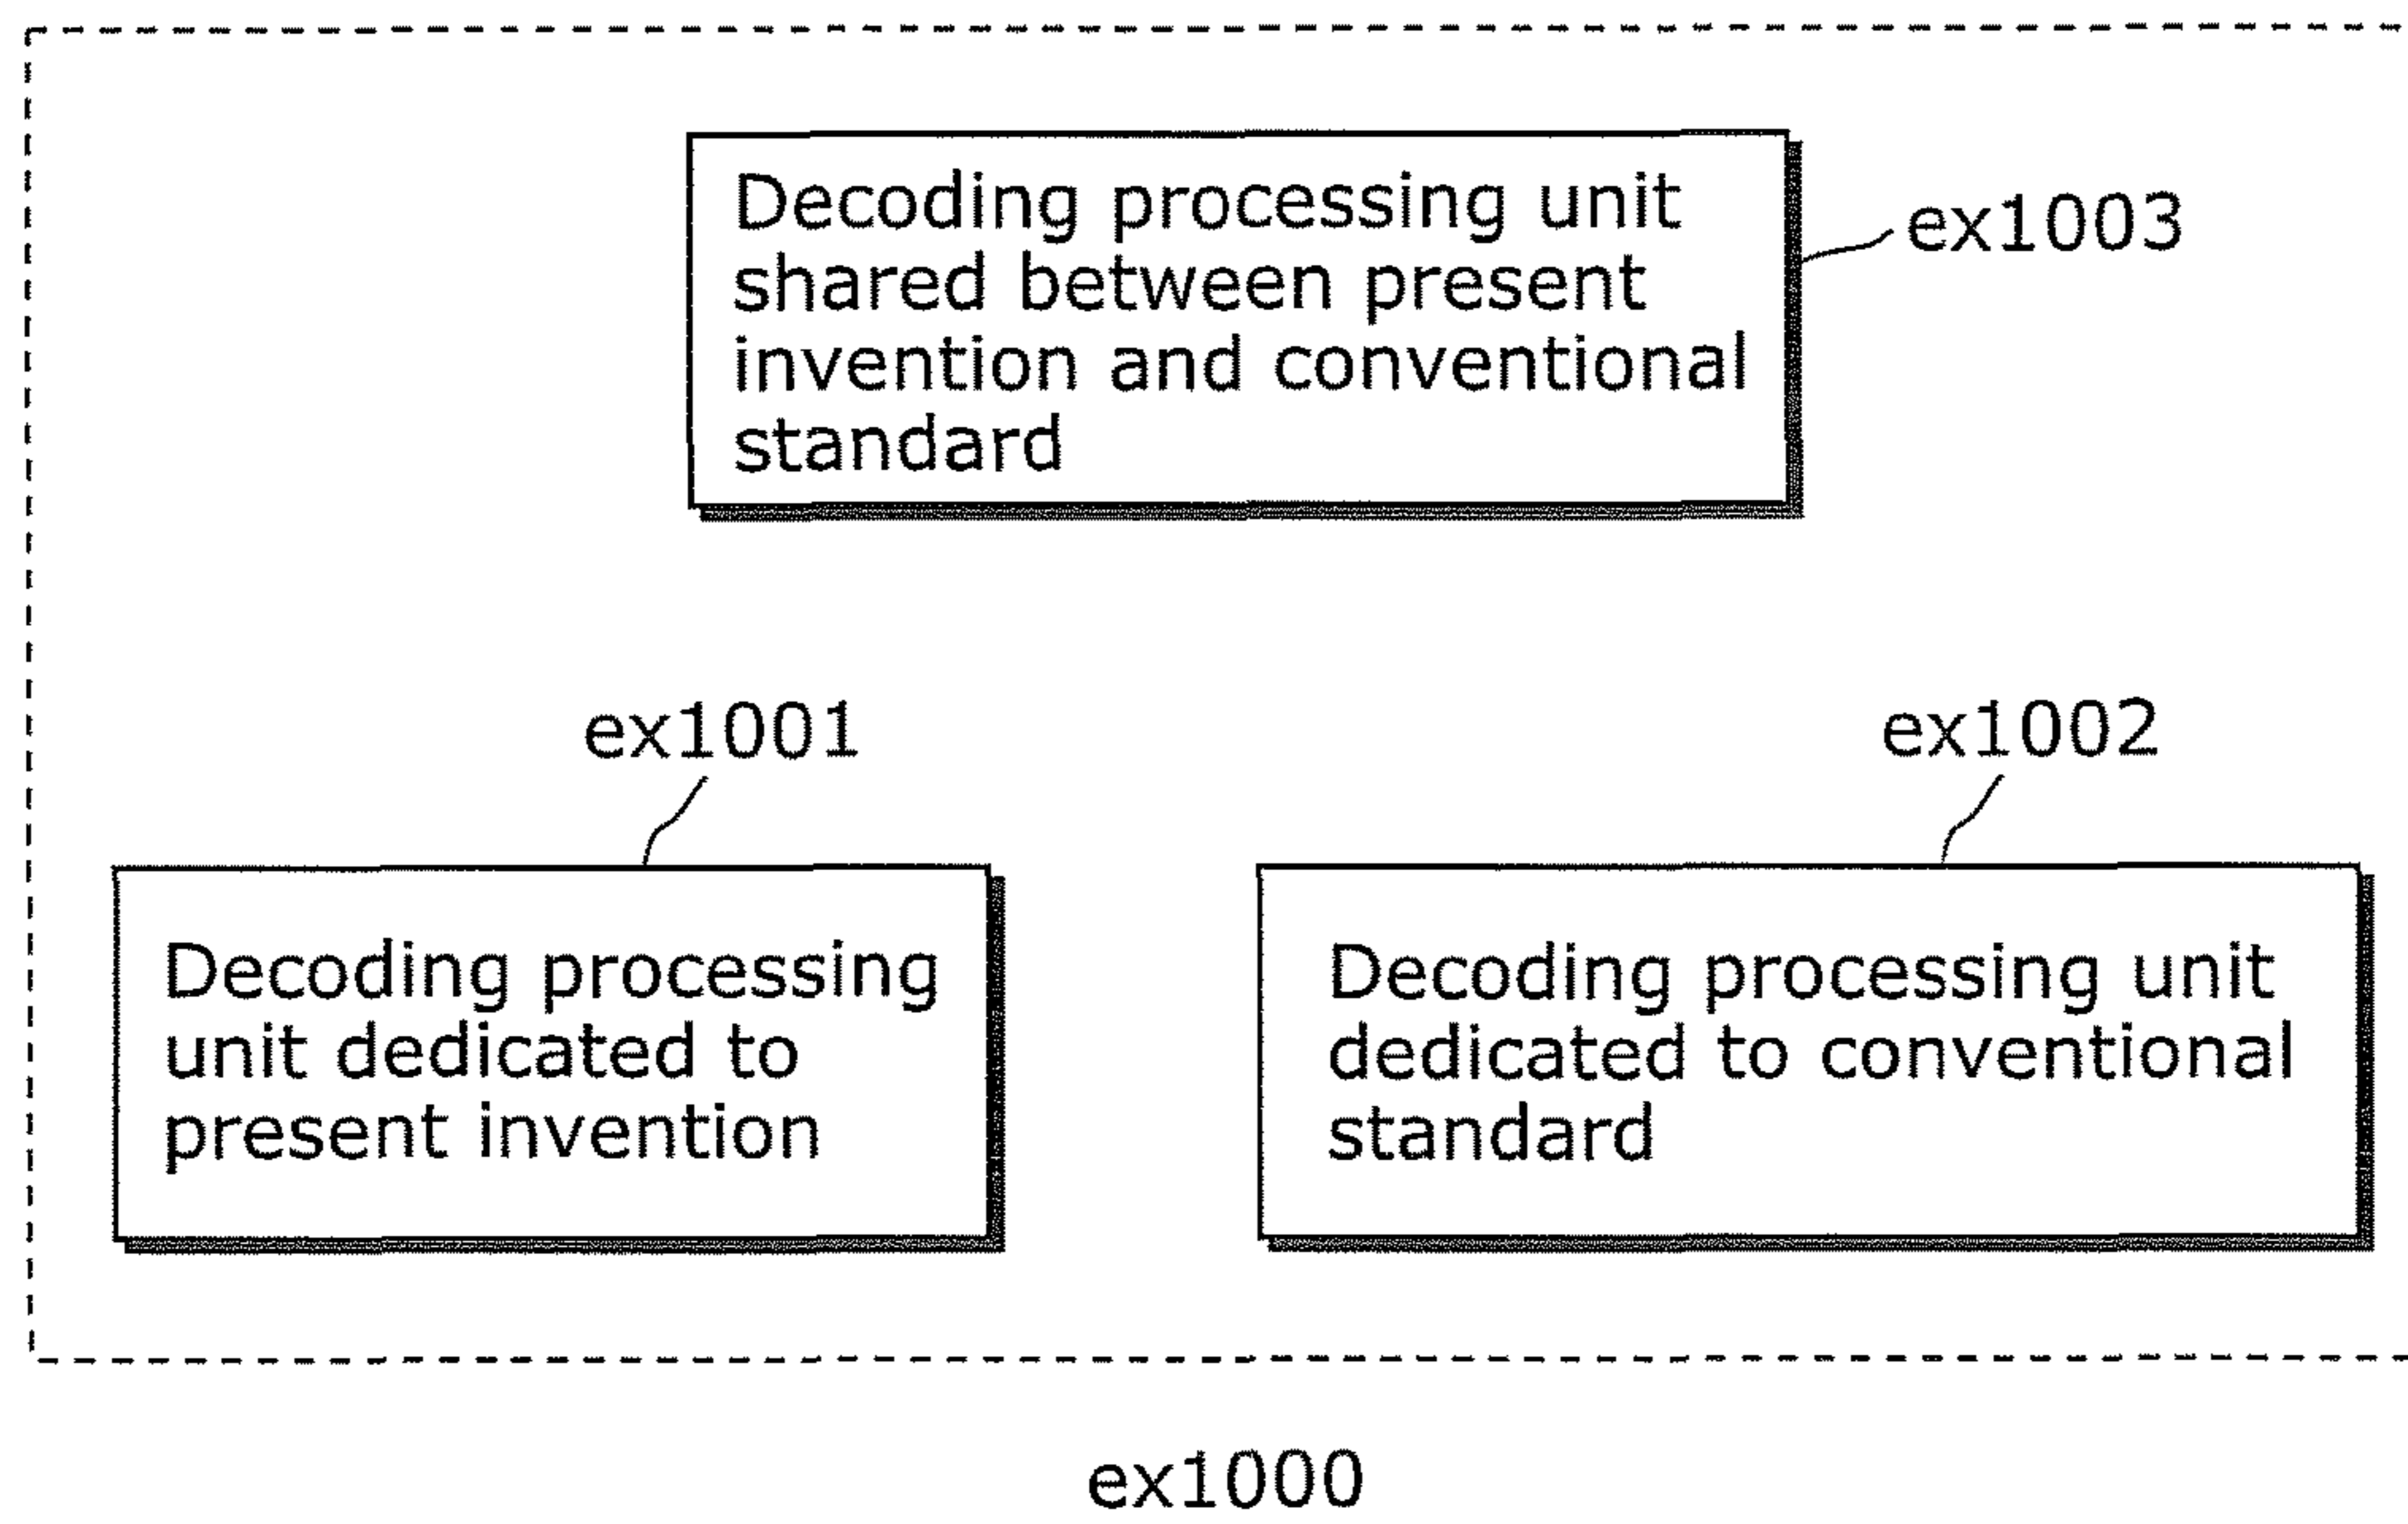 Decoding processing unit
shared between present
invention and conventional
standard
ex1003
ex1001
ex1002
Decoding processing
unit dedicated to
present invention
Decoding processing unit
dedicated to conventional
standard
ex1000